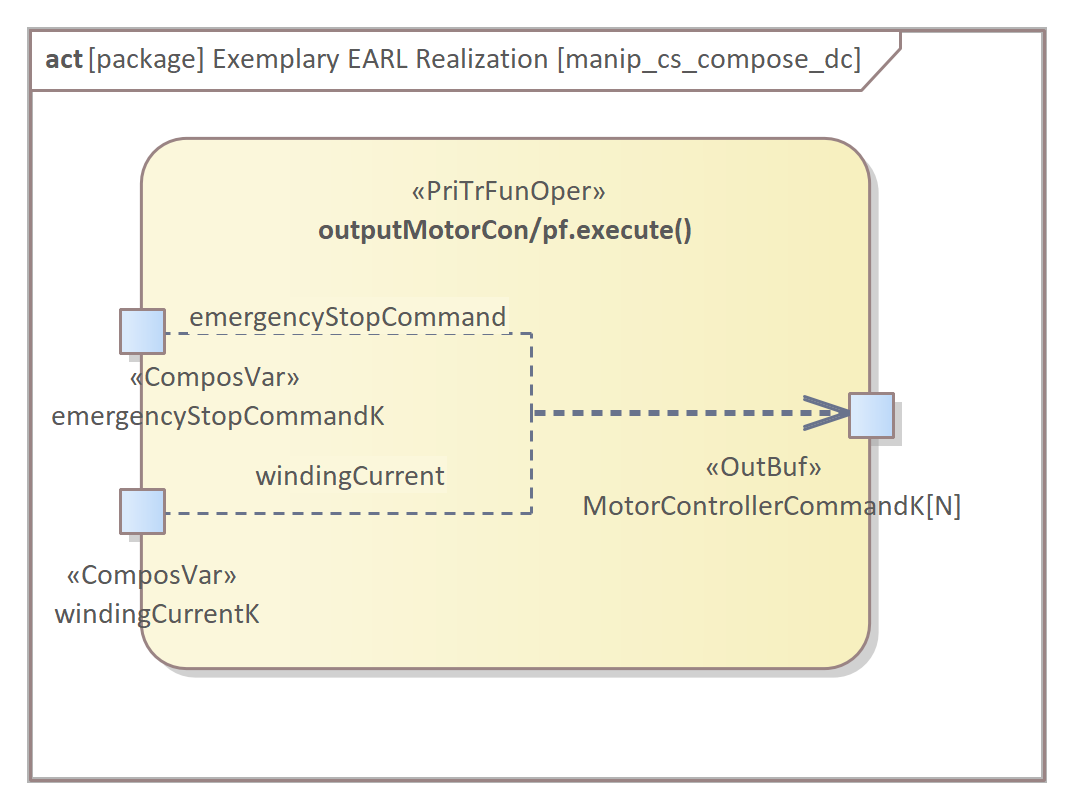 act [package] Exemplary EARL Realization [manip_cs_compose_dc]
«PriTrFunOper»
outputMotorCon/pf.execute()
emergencyStopCommand
«ComposVar»
emergencyStopCommandK
windingCurrent
«OutBuf»
MotorControllerCommandK[N]
«ComposVar»
windingCurrentK